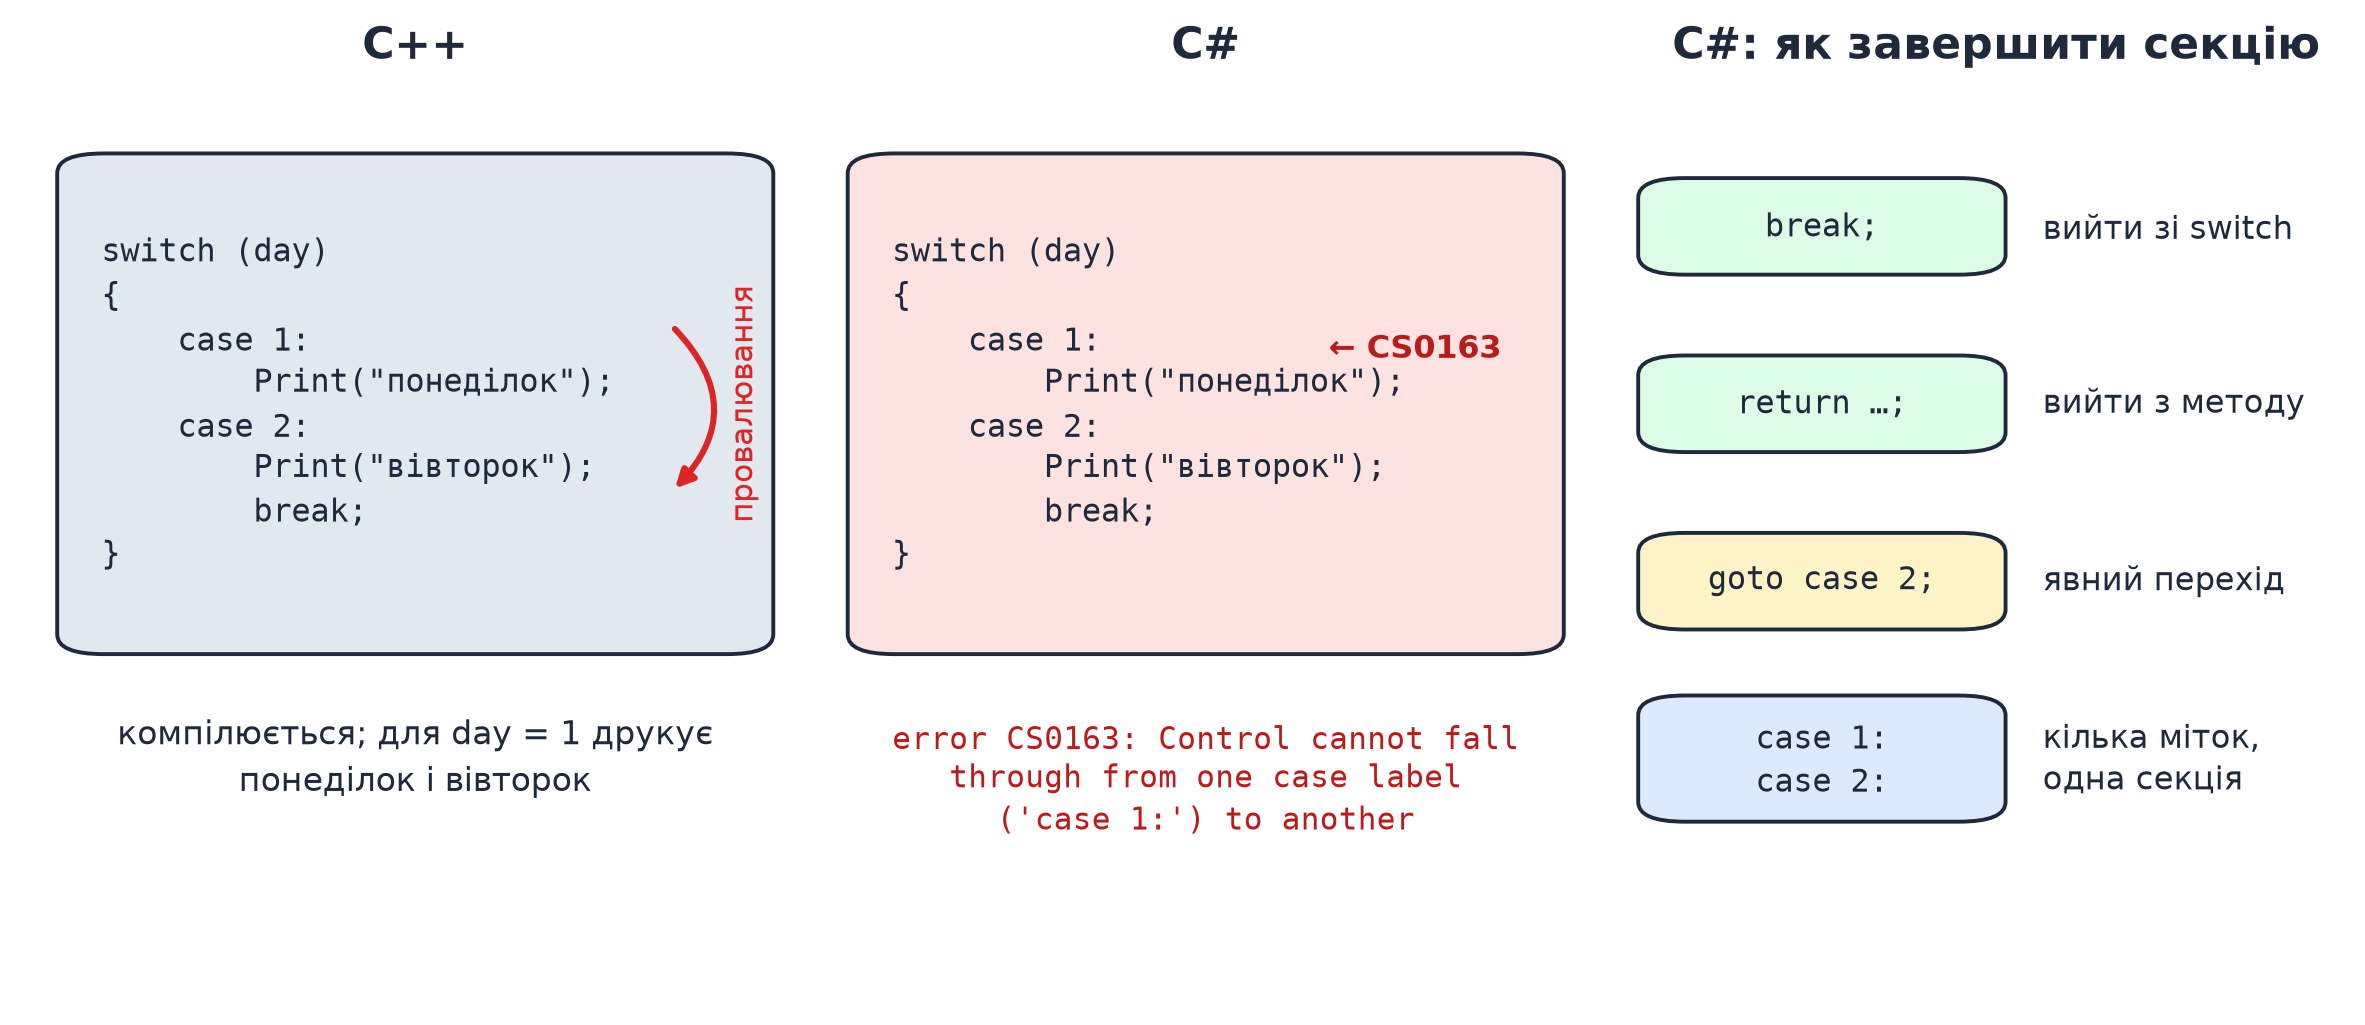 C++
switch (day)
{
    case 1:
        Print("понеділок");
    case 2:
        Print("вівторок");
        break;
}
провалювання
компілюється; для day = 1 друкує
понеділок і вівторок
C#
switch (day)
{
    case 1:
← CS0163
        Print("понеділок");
    case 2:
        Print("вівторок");
        break;
}
error CS0163: Control cannot fall
through from one case label
('case 1:') to another
C#: як завершити секцію
break;
вийти зі switch
return …;
вийти з методу
goto case 2;
явний перехід
case 1:
case 2:
кілька міток,
одна секція